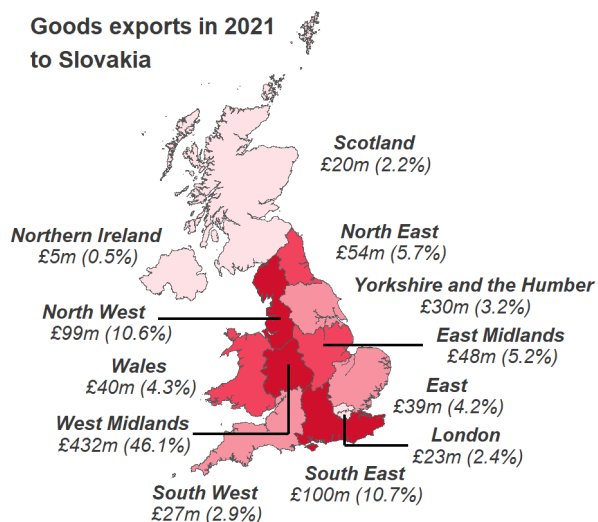 Goods exports in 2021
to Slovakia
Scotland
£20m (2.2%)
Northern Ireland
£5m (0.5%)
North East
£54m (5.7%)
Yorkshire and the Humber
£30m (3.2%)
North West
£99m (10.6%)
East Midlands
£48m (5.2%)
Wales
£40m (4.3%)
East
£39m (4.2%)
West Midlands
£432m (46.1%)
London
£23m (2.4%)
South East
£100m (10.7%)
South West
£27m (2.9%)